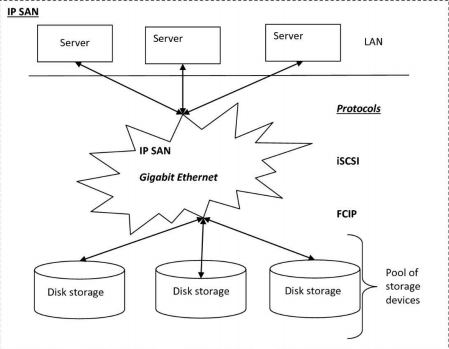 IP SAN
Server
Server
Server
LAN
Protocols
IP SAN
iSCSI
Gigabit Ethernet
FCIP
Disk storage
Disk storage
Disk storage
Pool of
storage
devices